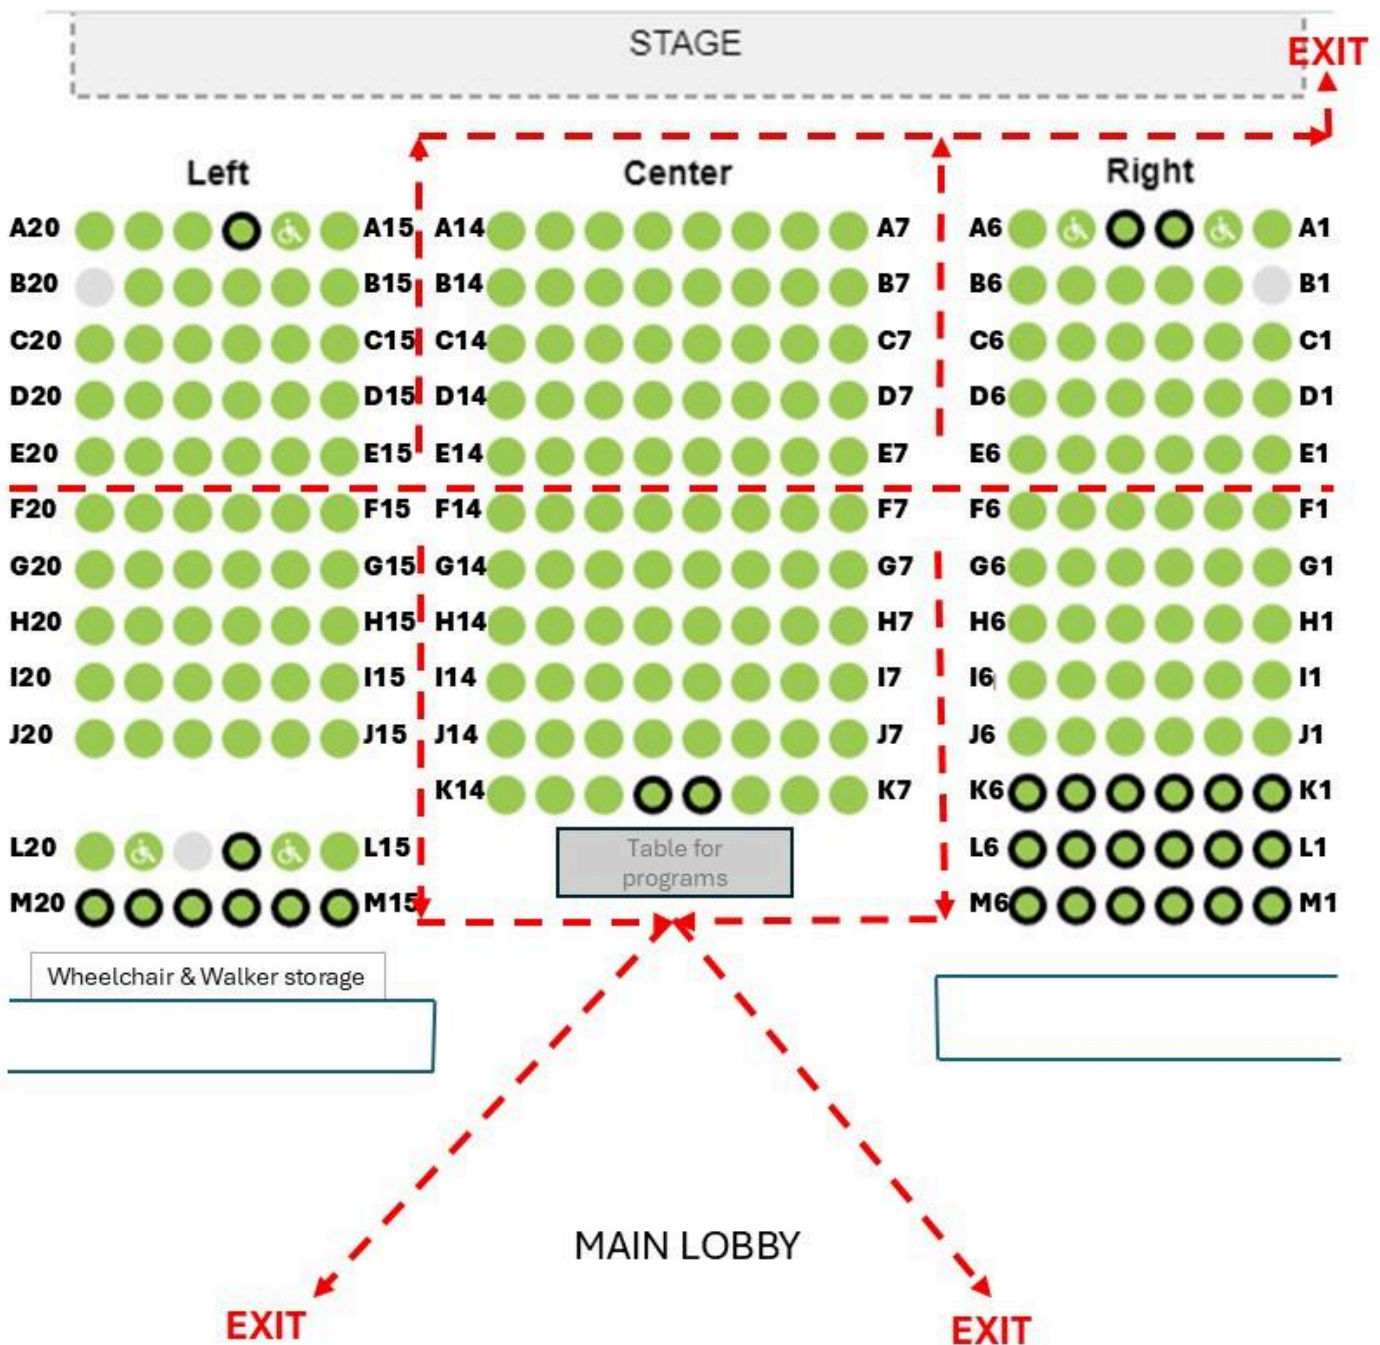 STAGE
EXIT
Left Center Right
A20 A15 A14 A7 A6 A1
B20 B15 B14 B7 B6 B1
C20 C15 C14 C7 C6 C1
D20 D15 D14 D7 D6 D1
E20 E15 E14 E7 E6 E1
F20 F15 F14 F7 F6 F1
G20 G15 G14 G7 G6 G1
H20 H15 H14 H7 H6 H1
I20 I15 I14 I7 I6 I1
J20 J15 J14 J7 J6 J1
K14 K7 K6 K1
L20 L15 L6 L1
Table for
programs
M20 M15 M6 M1
Wheelchair & Walker storage
MAIN LOBBY
EXIT EXIT